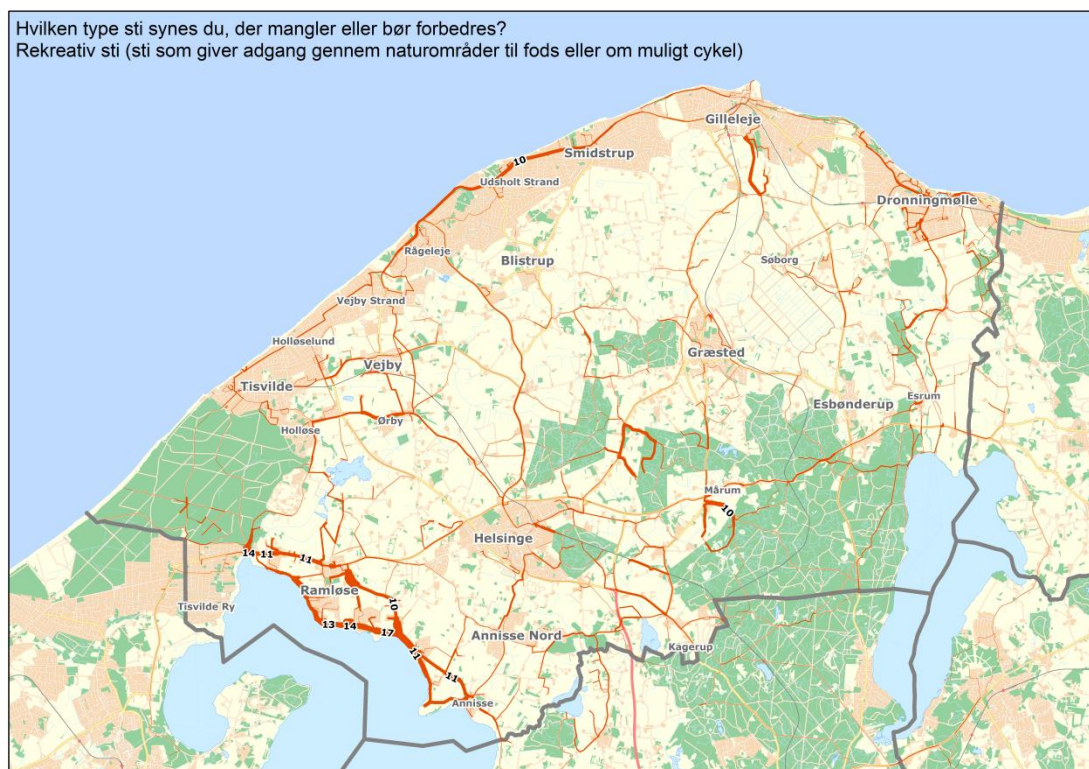 Hvilken type sti synes du, der mangler eller bør forbedres?
Rekreativ sti (sti som giver adgang gennem naturområder til fods eller om muligt cykel)
Gilleleje
Smidstrup
10
Udsholt Strand
Dronningmølle
Rågeleje
Blistrup
Søborg
Vejby Strand
Holløselund
Græsted
Vejby
Tisvilde
Esbønderup
Esrum
Ørby
Holløse
Mårum
10
Helsinge
14
11
11
Ramløse
Tisvilde Ry
10
13
14
17
Annisse Nord
11
Kagerup
11
Annisse